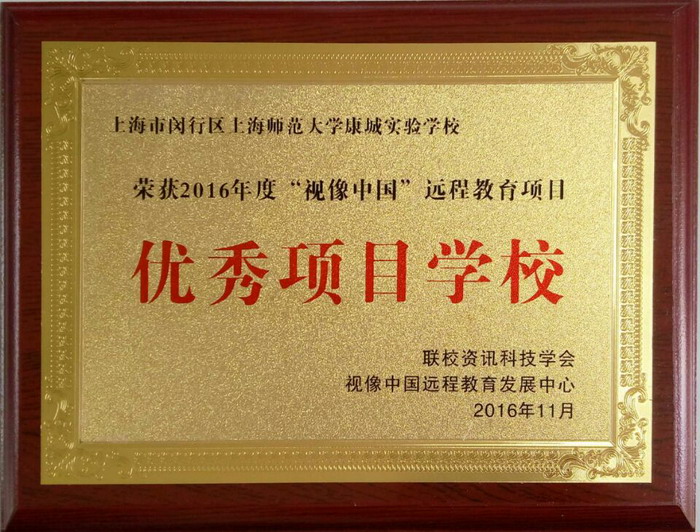 上海市闵行区上海师范大学康城实验学校
荣获2016年度“视像中国”远程教育项目
优秀项目学校
联校资讯科技学会
视像中国远程教育发展中心
2016年11月